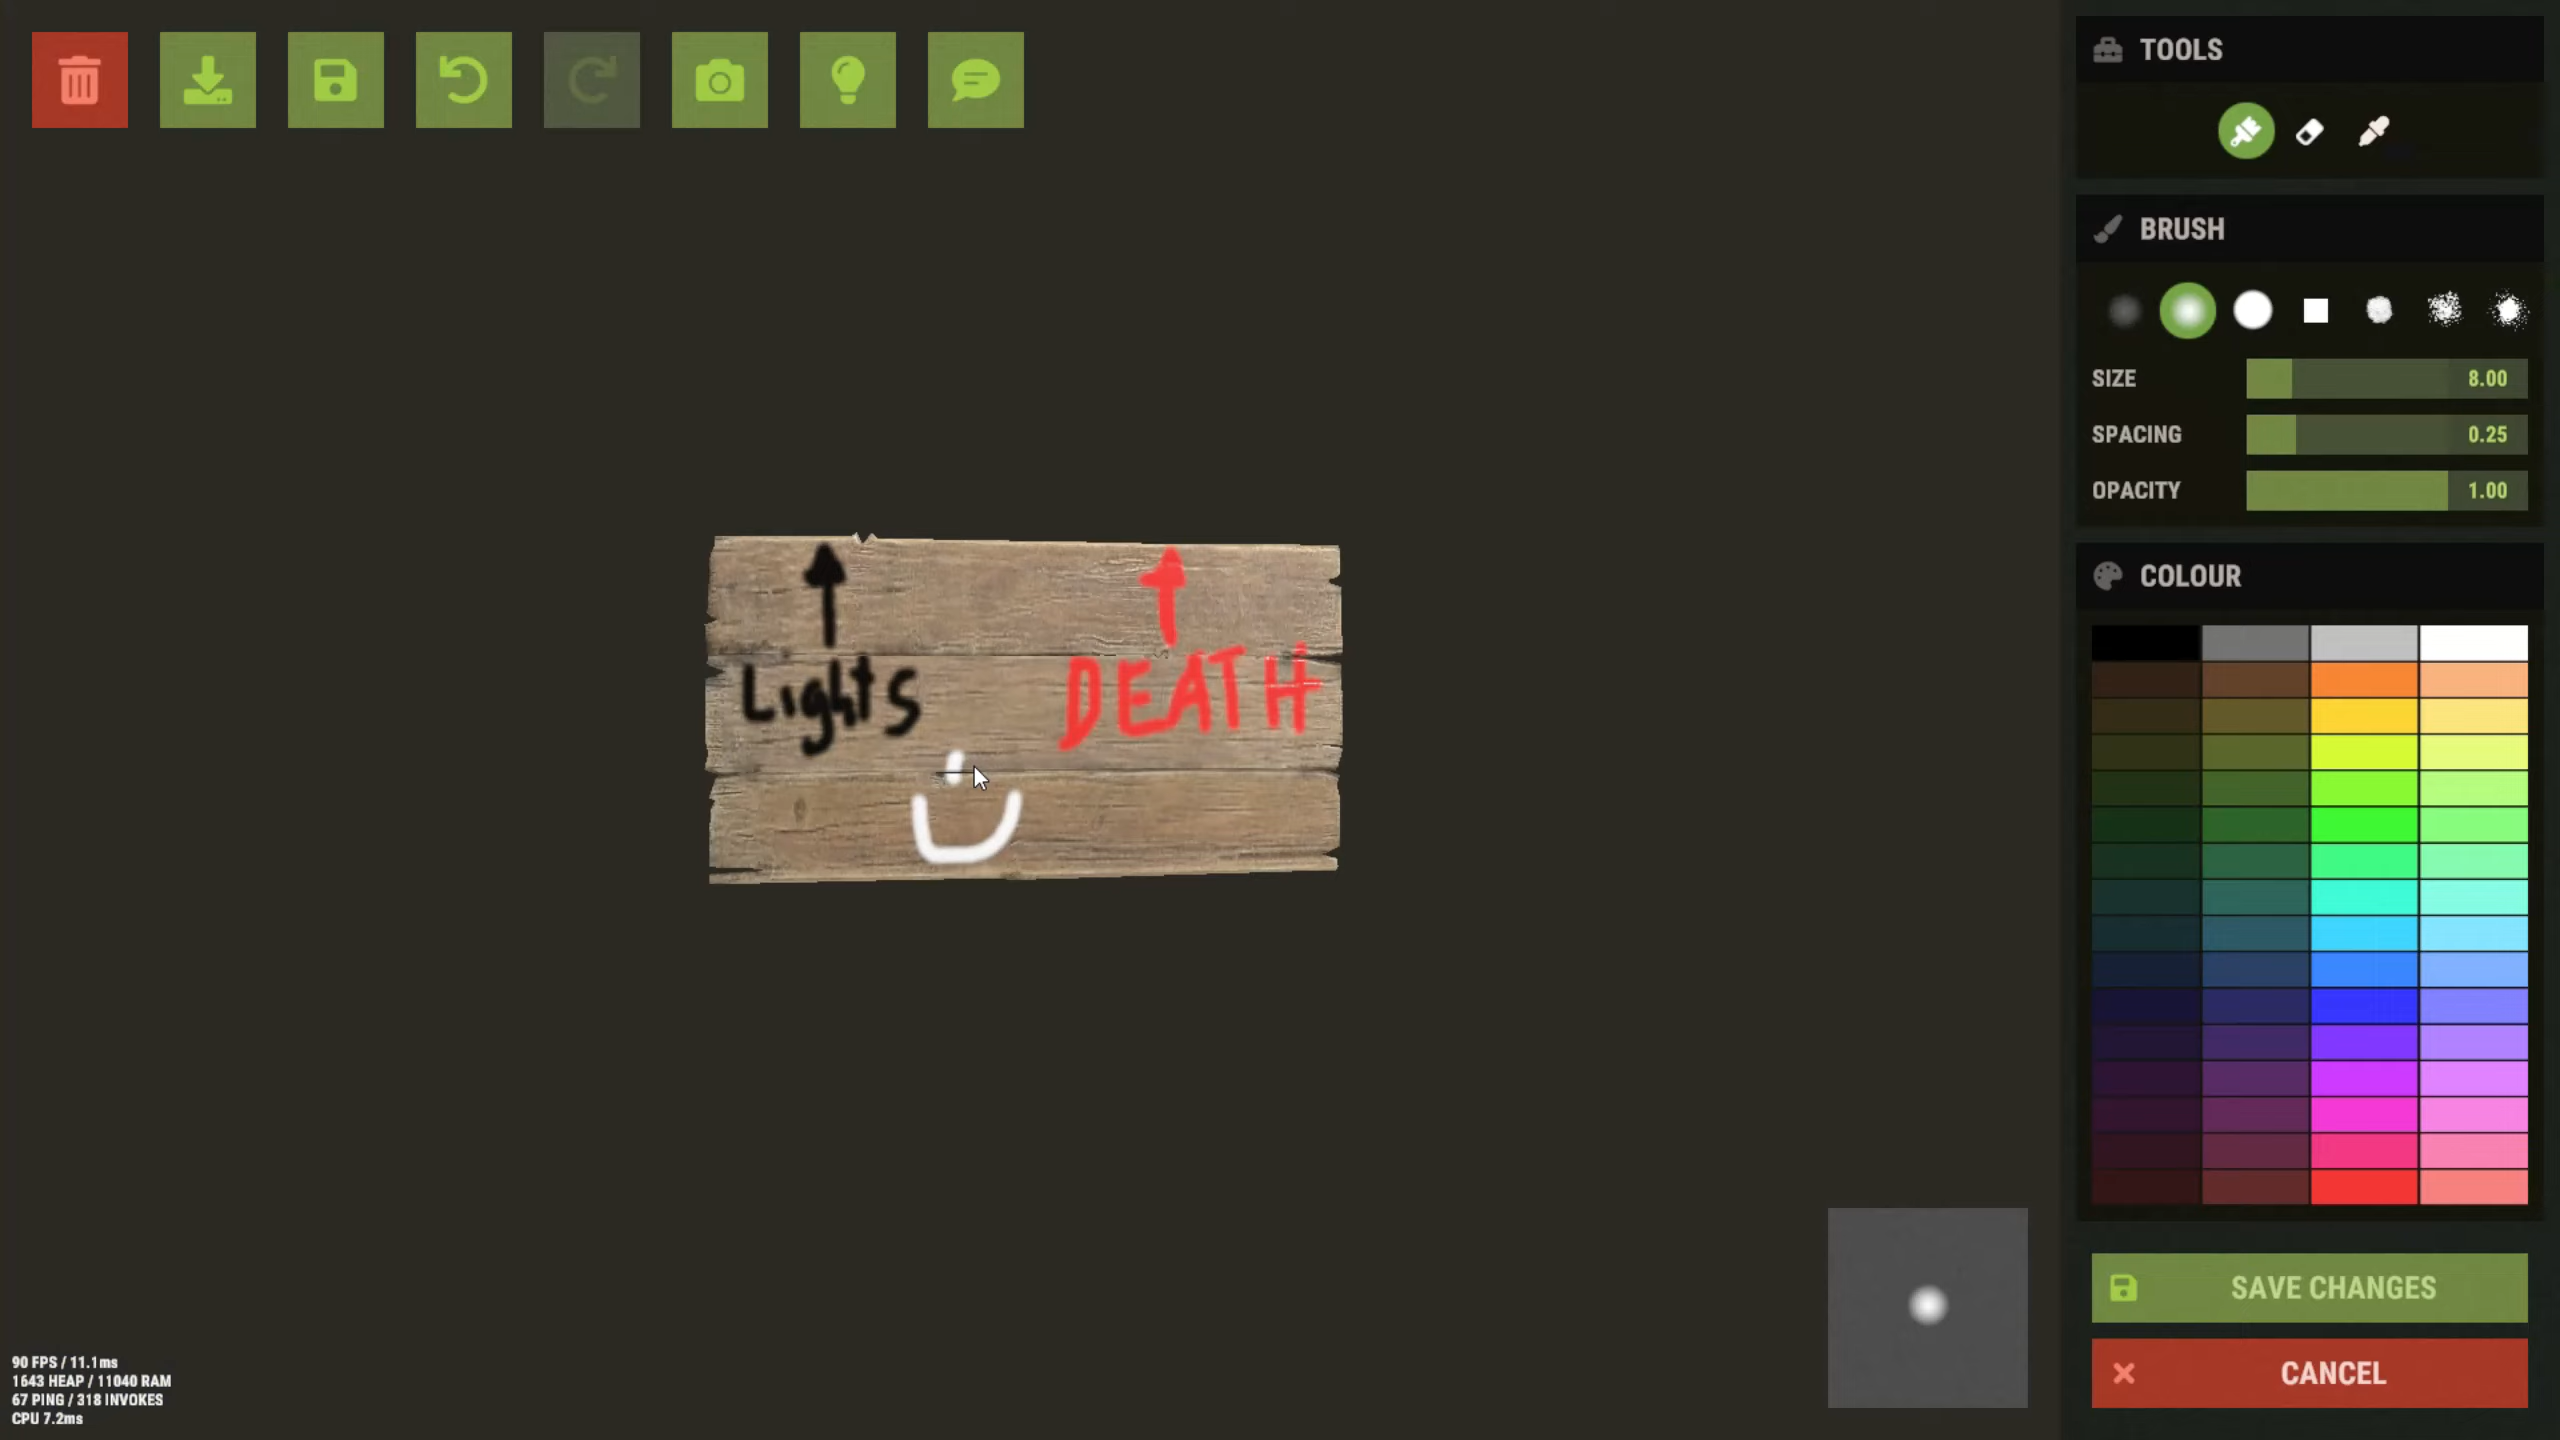 TOOLS
BRUSH
SIZE 8.00
SPACING 0.25
OPACITY 1.00
COLOUR
Lights DEATH
SAVE CHANGES
CANCEL
90 FPS / 11.1ms
1643 HEAP / 11040 RAM
67 PING / 318 INVOKES
CPU 7.2ms